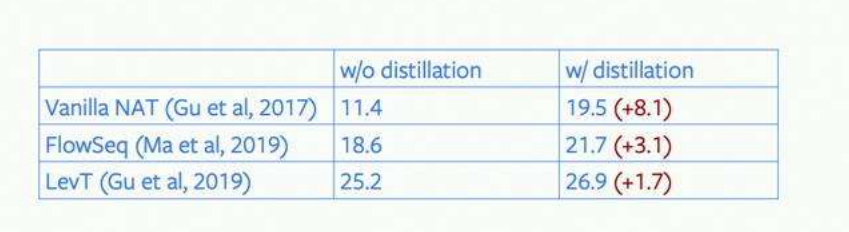 w/o distillation w/ distillation
Vanilla NAT (Gu et al, 2017) 11.4 19.5 (+8.1)
FlowSeq (Ma et al, 2019) 18.6 21.7 (+3.1)
LevT (Gu et al, 2019) 25.2 26.9 (+1.7)